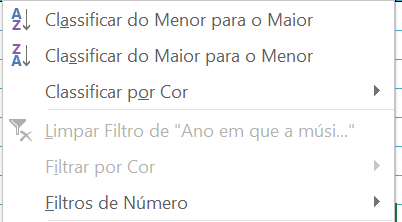 Classificar do Menor para o Maior
Classificar do Maior para o Menor
Classificar por Cor
Limpar Filtro de "Ano em que a músi..."
Filtrar por Cor
Filtros de Número